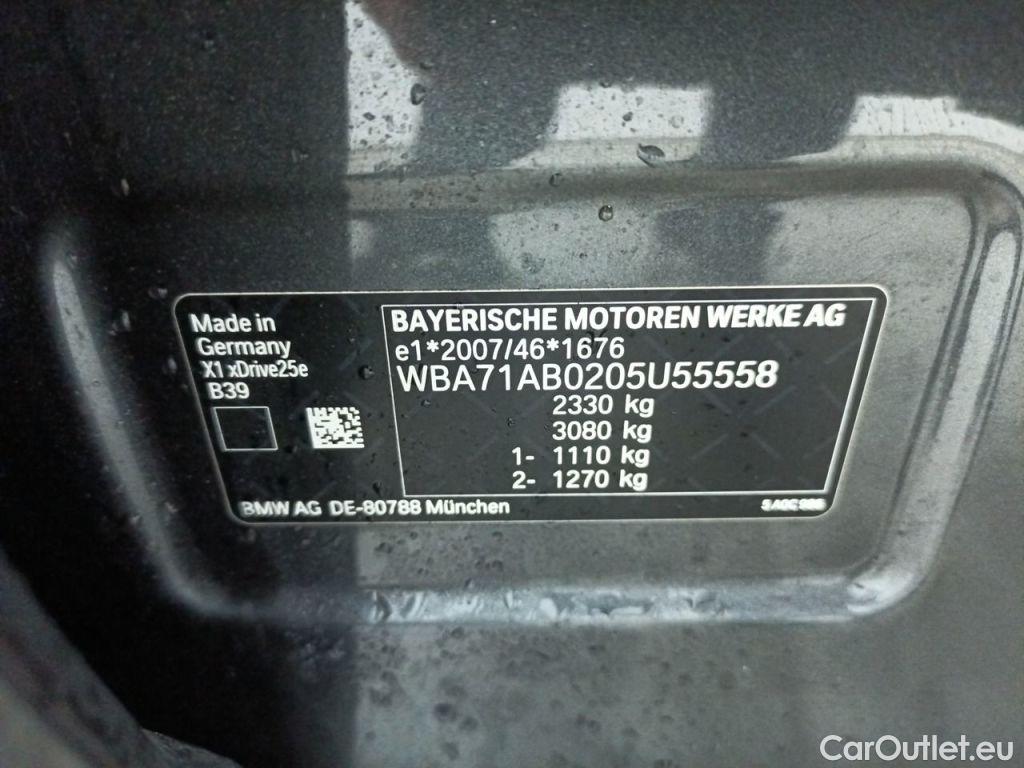 Made in
Germany
X1 xDrive25e
B39
BAYERISCHE MOTOREN WERKE AG
e1*2007/46*1676
WBA71AB0205U55558
2330 kg
3080 kg
1- 1110 kg
2- 1270 kg
BMW AG DE-80788 München
CarOutlet.eu